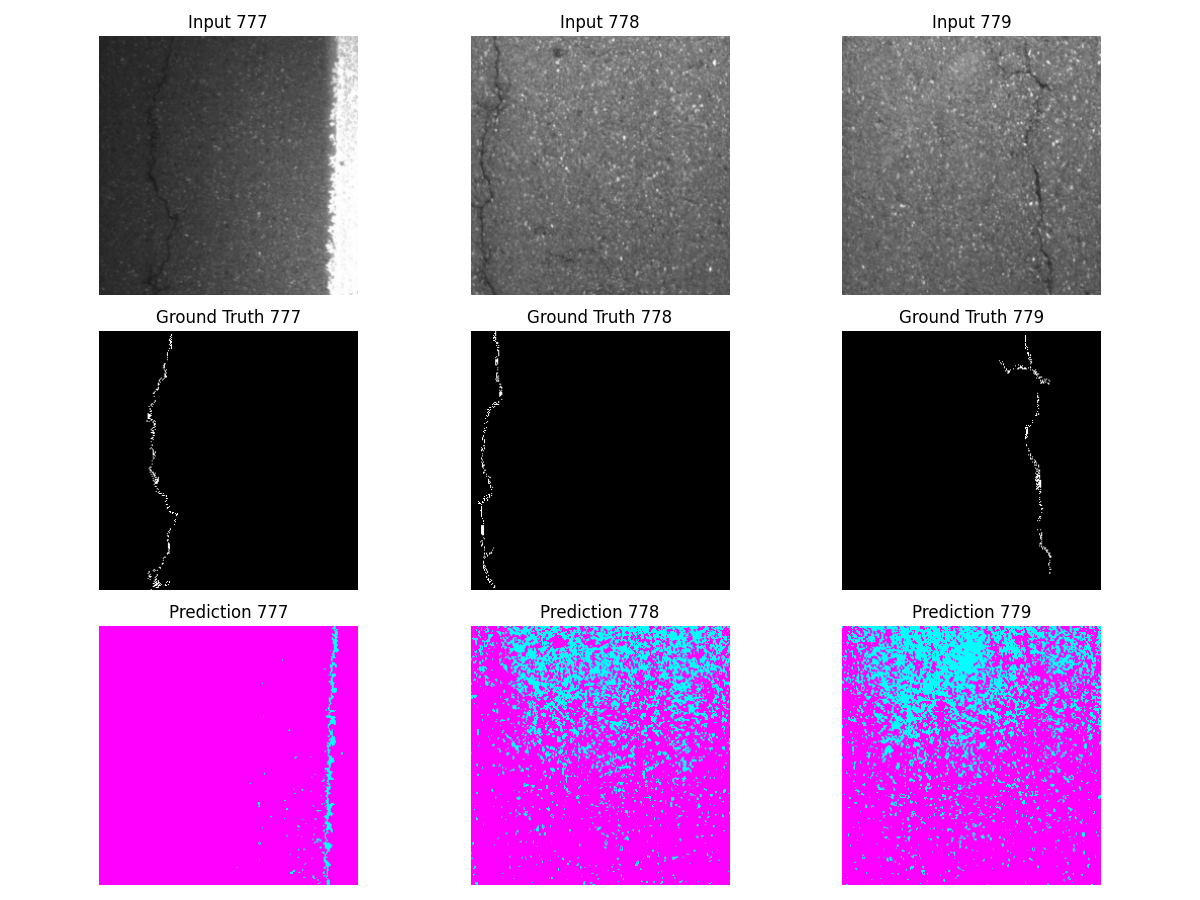 Input 777
Input 778
Input 779
Ground Truth 777
Ground Truth 778
Ground Truth 779
Prediction 777
Prediction 778
Prediction 779